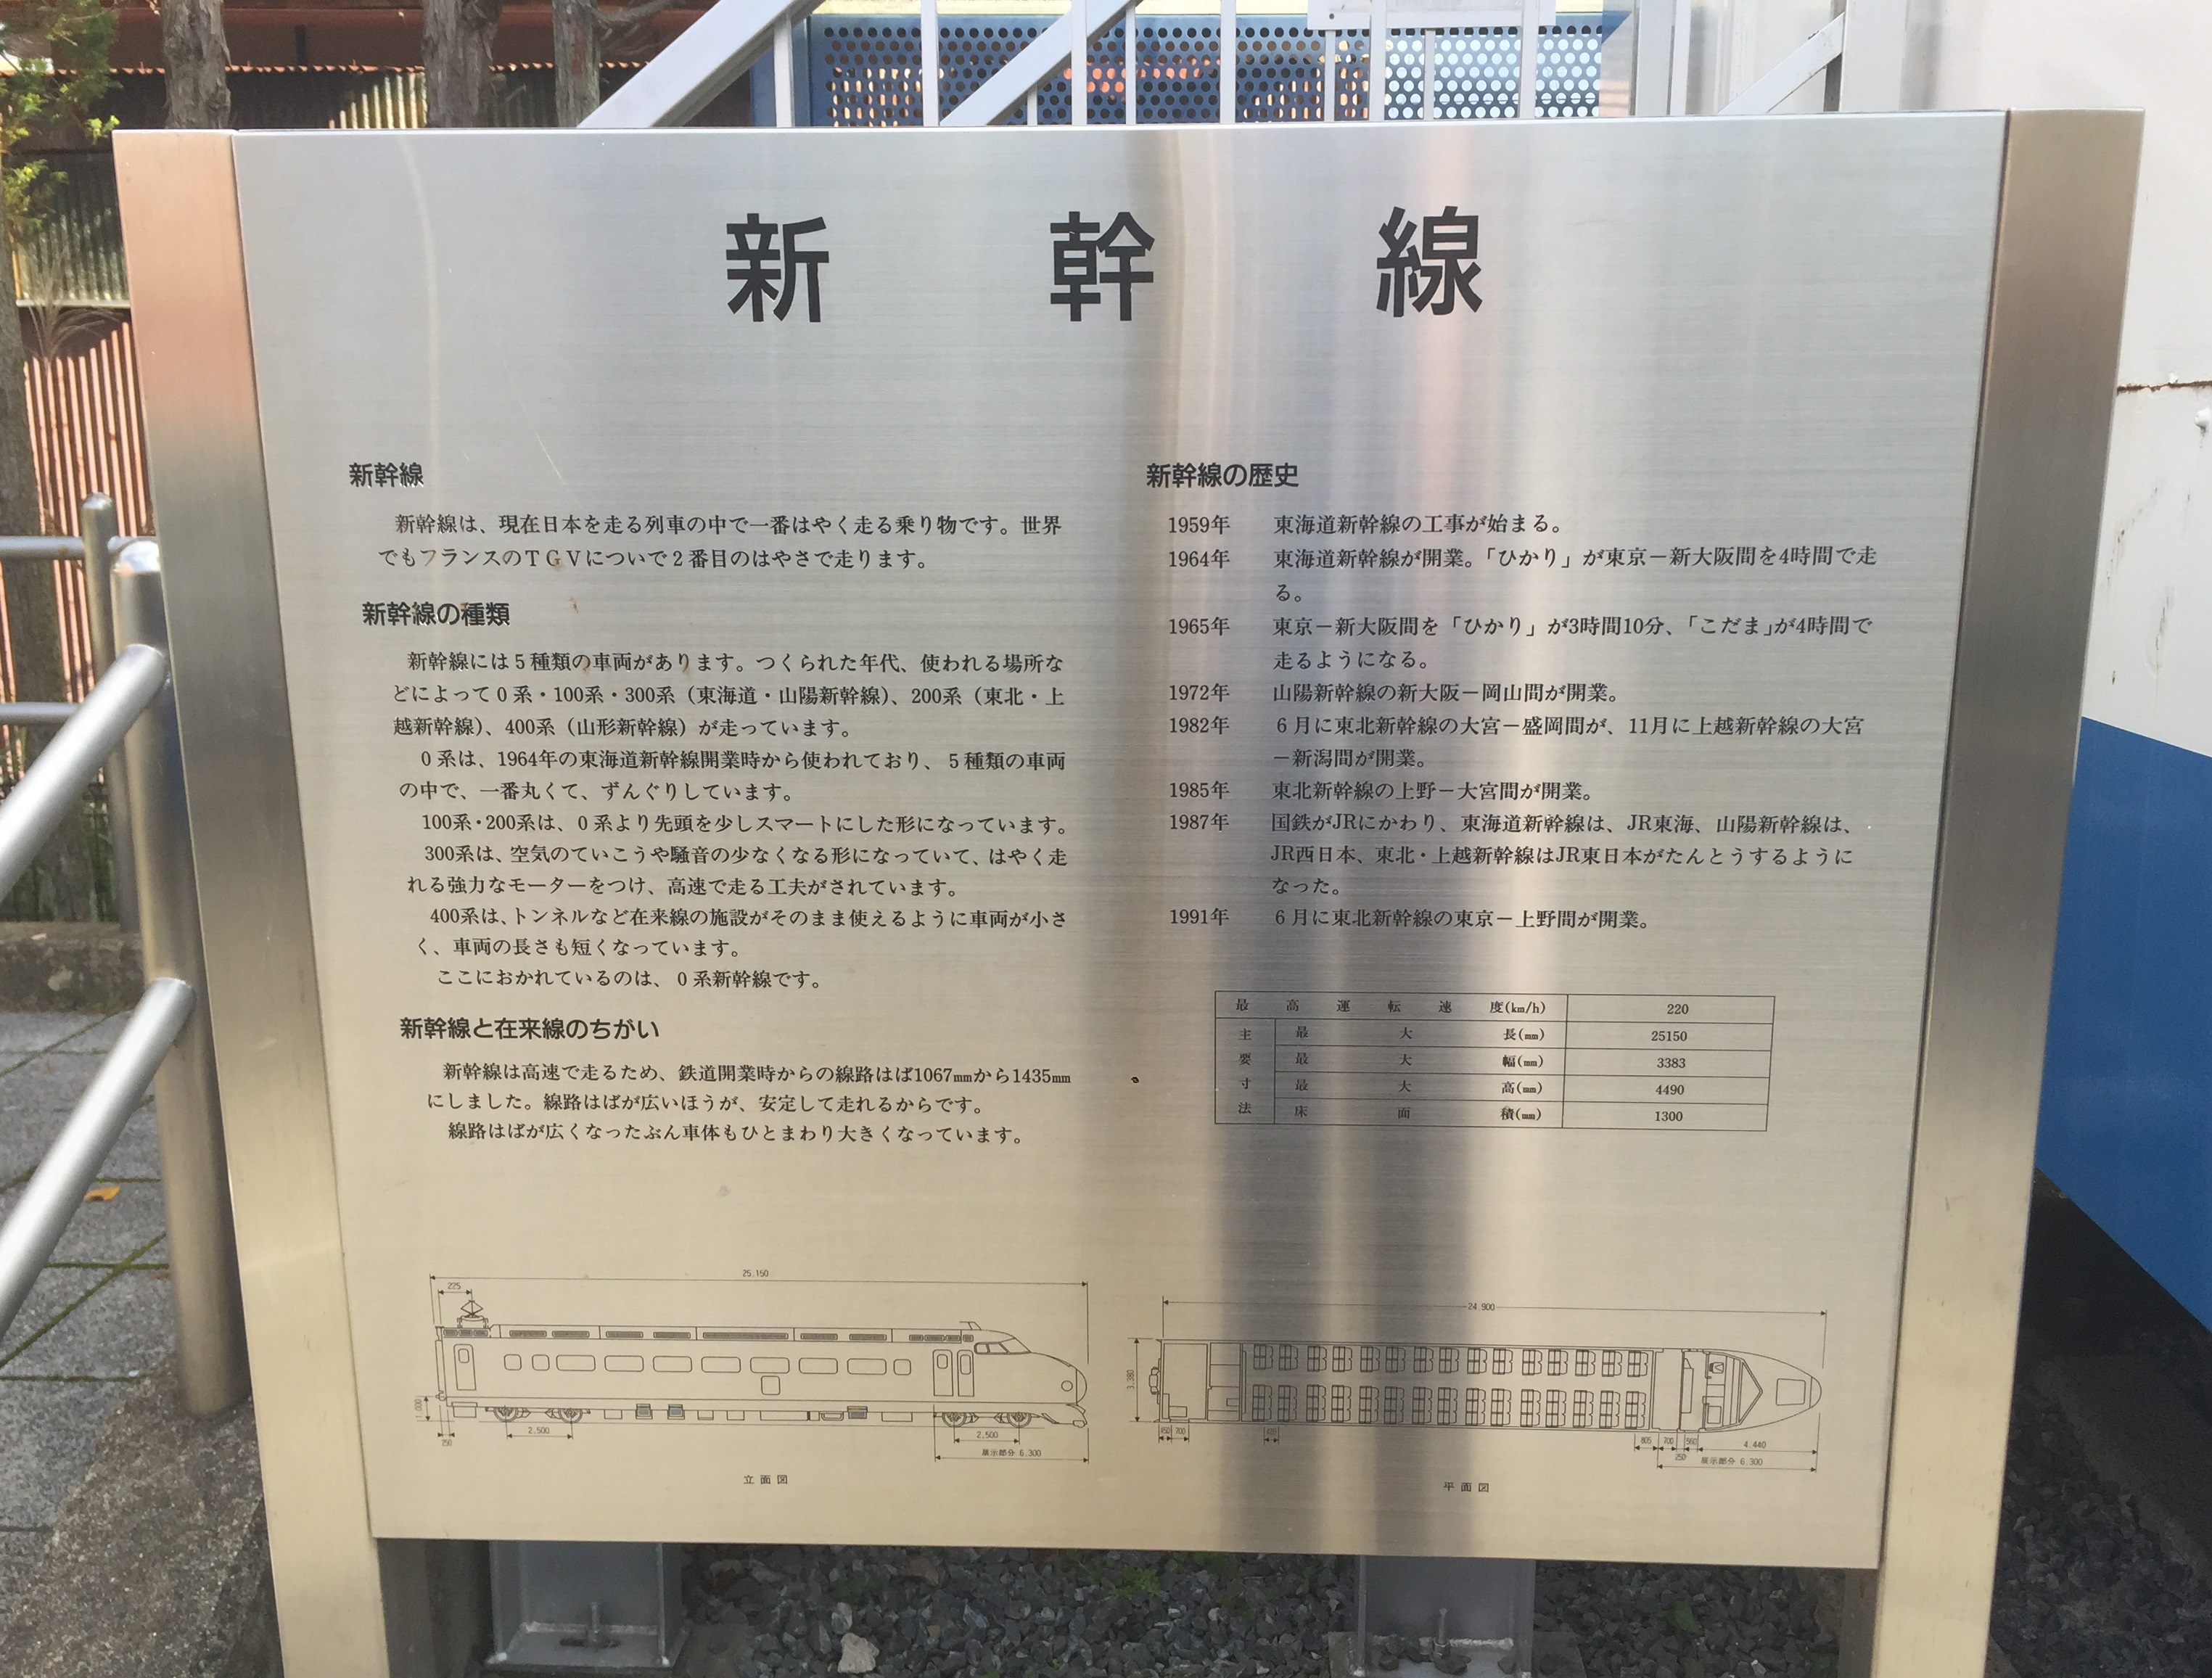 新幹線
新幹線
新幹線は、現在日本を走る列車の中で一番はやく走る乗り物です。世界
でもフランスのTGVについで2番目のはやさで走ります。
新幹線の種類
新幹線には5種類の車両があります。つくられた年代、使われる場所な
どによって0系・100系・300系（東海道・山陽新幹線）、200系（東北・上
越新幹線）、400系（山形新幹線）が走っています。
0系は、1964年の東海道新幹線開業時から使われており、5種類の車両
の中で、一番丸くて、ずんぐりしています。
100系・200系は、0系より先頭を少しスマートにした形になっています。
300系は、空気のていこうや騒音の少なくなる形になっていて、はやく走
れる強力なモーターをつけ、高速で走る工夫がされています。
400系は、トンネルなど在来線の施設がそのまま使えるように車両が小さ
く、車両の長さも短くなっています。
ここにおかれているのは、0系新幹線です。
新幹線と在来線のちがい
新幹線は高速で走るため、鉄道開業時からの線路はば1067㎜から1435㎜
にしました。線路はばが広いほうが、安定して走れるからです。
線路はばが広くなったぶん車体もひとまわり大きくなっています。
新幹線の歴史
1959年 東海道新幹線の工事が始まる。
1964年 東海道新幹線が開業。「ひかり」が東京－新大阪間を4時間で走
る。
1965年 東京－新大阪間を「ひかり」が3時間10分、「こだま」が4時間で
走るようになる。
1972年 山陽新幹線の新大阪－岡山間が開業。
1982年 6月に東北新幹線の大宮－盛岡間が、11月に上越新幹線の大宮
－新潟間が開業。
1985年 東北新幹線の上野－大宮間が開業。
1987年 国鉄がJRにかわり、東海道新幹線は、JR東海、山陽新幹線は、
JR西日本、東北・上越新幹線はJR東日本がたんとうするように
なった。
1991年 6月に東北新幹線の東京－上野間が開業。
最高運転速度(km/h) 220
主要寸法
最大長(㎜) 25150
最大幅(㎜) 3383
最大高(㎜) 4490
床面積(㎜) 1300
25.150
225
1.000
250
2.500
2.500
展示部分 6.300
立面図
24.900
3.380
450 700
420
805 700 560
250
4.440
展示部分 6.300
平面図